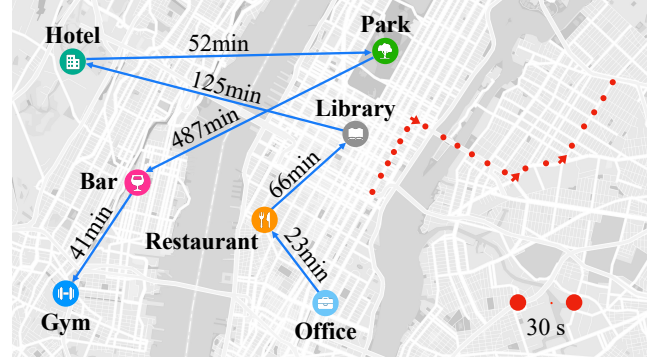 Park
Hotel
52min
125min
Library
487min
Bar
66min
41min
Restaurant
23min
Gym
Office
30 s